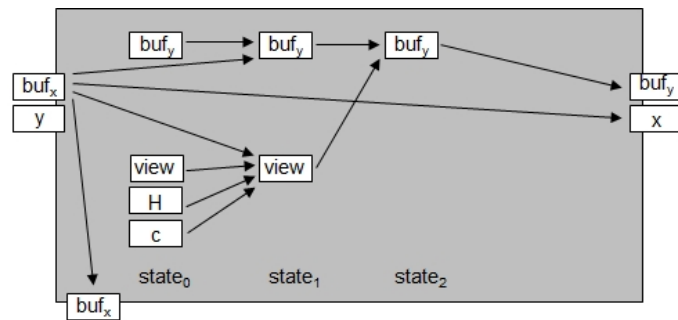 buf_y buf_y buf_y
buf_x buf_y
y x
view view
H
c
state_0 state_1 state_2
buf_x